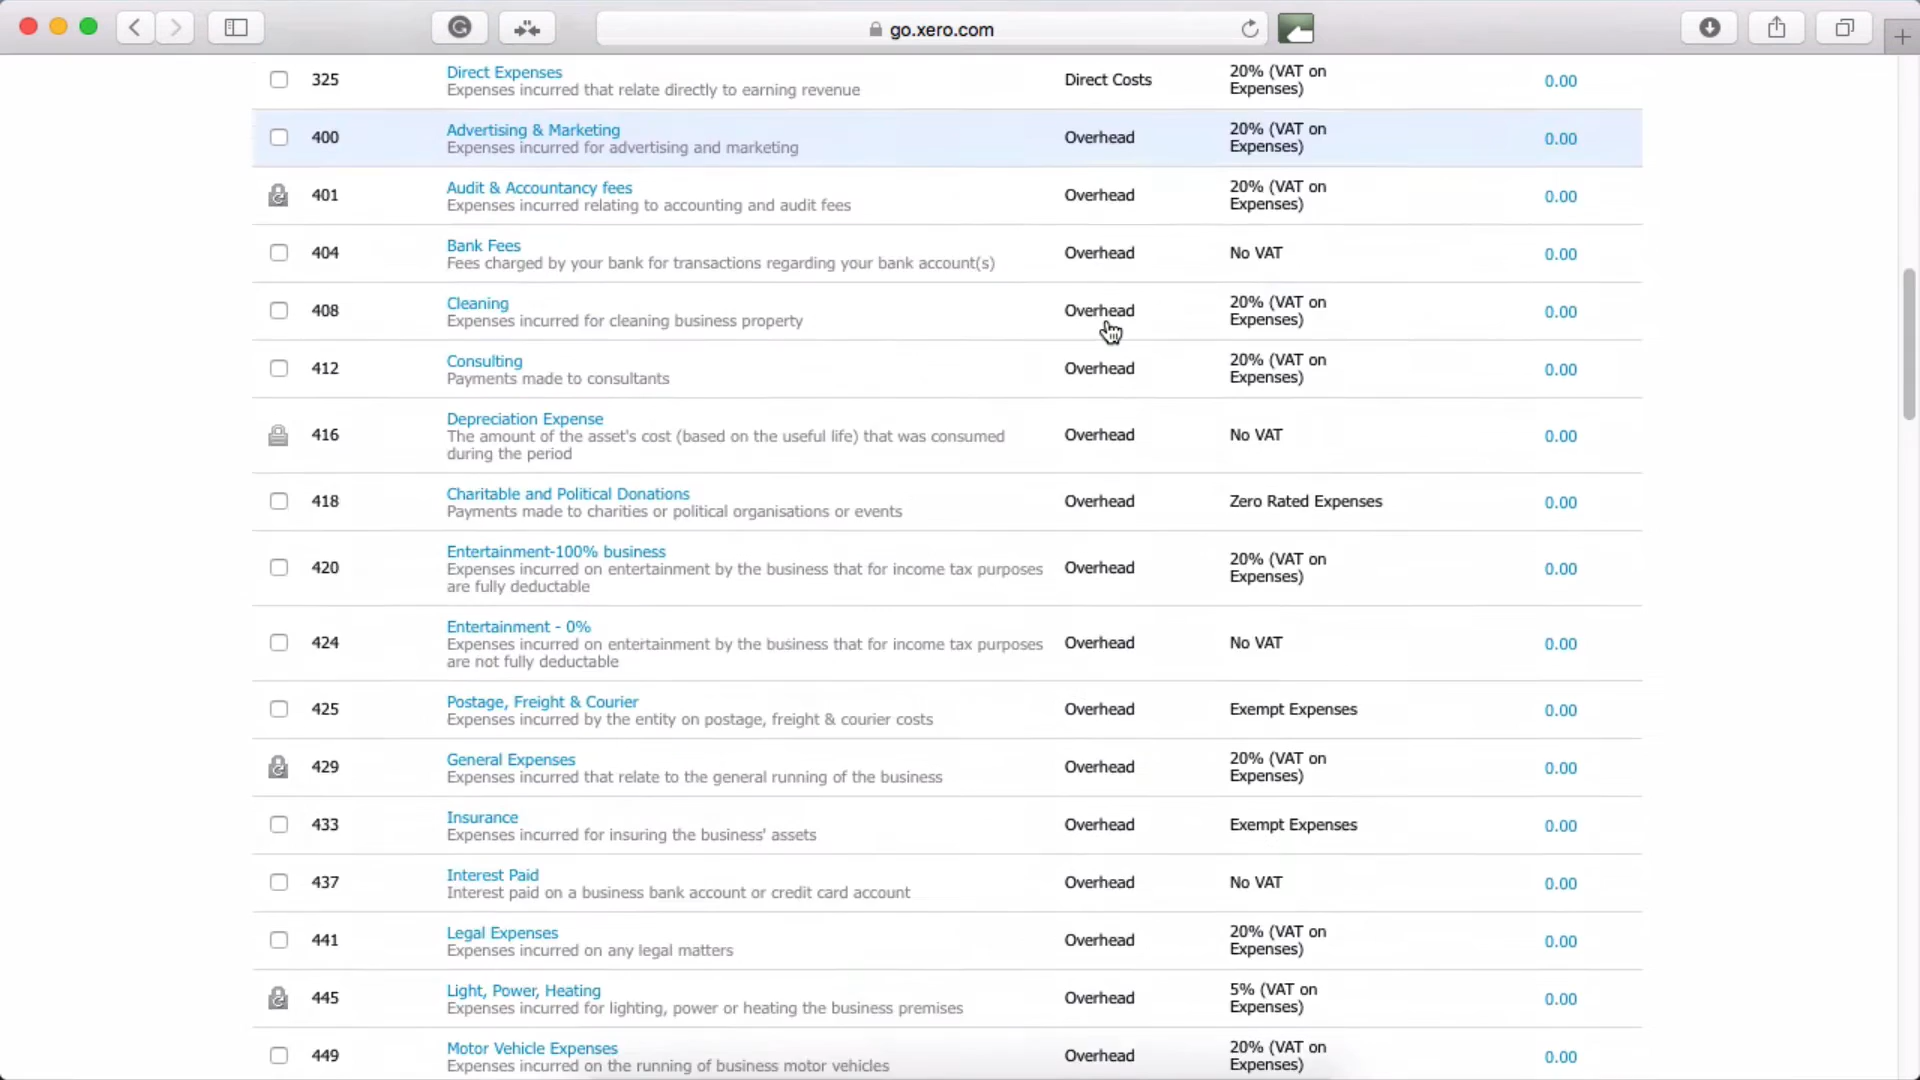 go.xero.com
325 Direct Expenses Direct Costs 20% (VAT on 0.00
Expenses incurred that relate directly to earning revenue Expenses)
400 Advertising & Marketing Overhead 20% (VAT on 0.00
Expenses incurred for advertising and marketing Expenses)
401 Audit & Accountancy fees Overhead 20% (VAT on 0.00
Expenses incurred relating to accounting and audit fees Expenses)
404 Bank Fees Overhead No VAT 0.00
Fees charged by your bank for transactions regarding your bank account(s)
408 Cleaning Overhead 20% (VAT on 0.00
Expenses incurred for cleaning business property Expenses)
412 Consulting Overhead 20% (VAT on 0.00
Payments made to consultants Expenses)
416 Depreciation Expense Overhead No VAT 0.00
The amount of the asset's cost (based on the useful life) that was consumed
during the period
418 Charitable and Political Donations Overhead Zero Rated Expenses 0.00
Payments made to charities or political organisations or events
420 Entertainment-100% business Overhead 20% (VAT on 0.00
Expenses incurred on entertainment by the business that for income tax purposes Expenses)
are fully deductable
424 Entertainment - 0% Overhead No VAT 0.00
Expenses incurred on entertainment by the business that for income tax purposes
are not fully deductable
425 Postage, Freight & Courier Overhead Exempt Expenses 0.00
Expenses incurred by the entity on postage, freight & courier costs
429 General Expenses Overhead 20% (VAT on 0.00
Expenses incurred that relate to the general running of the business Expenses)
433 Insurance Overhead Exempt Expenses 0.00
Expenses incurred for insuring the business' assets
437 Interest Paid Overhead No VAT 0.00
Interest paid on a business bank account or credit card account
441 Legal Expenses Overhead 20% (VAT on 0.00
Expenses incurred on any legal matters Expenses)
445 Light, Power, Heating Overhead 5% (VAT on 0.00
Expenses incurred for lighting, power or heating the business premises Expenses)
449 Motor Vehicle Expenses Overhead 20% (VAT on 0.00
Expenses incurred on the running of business motor vehicles Expenses)